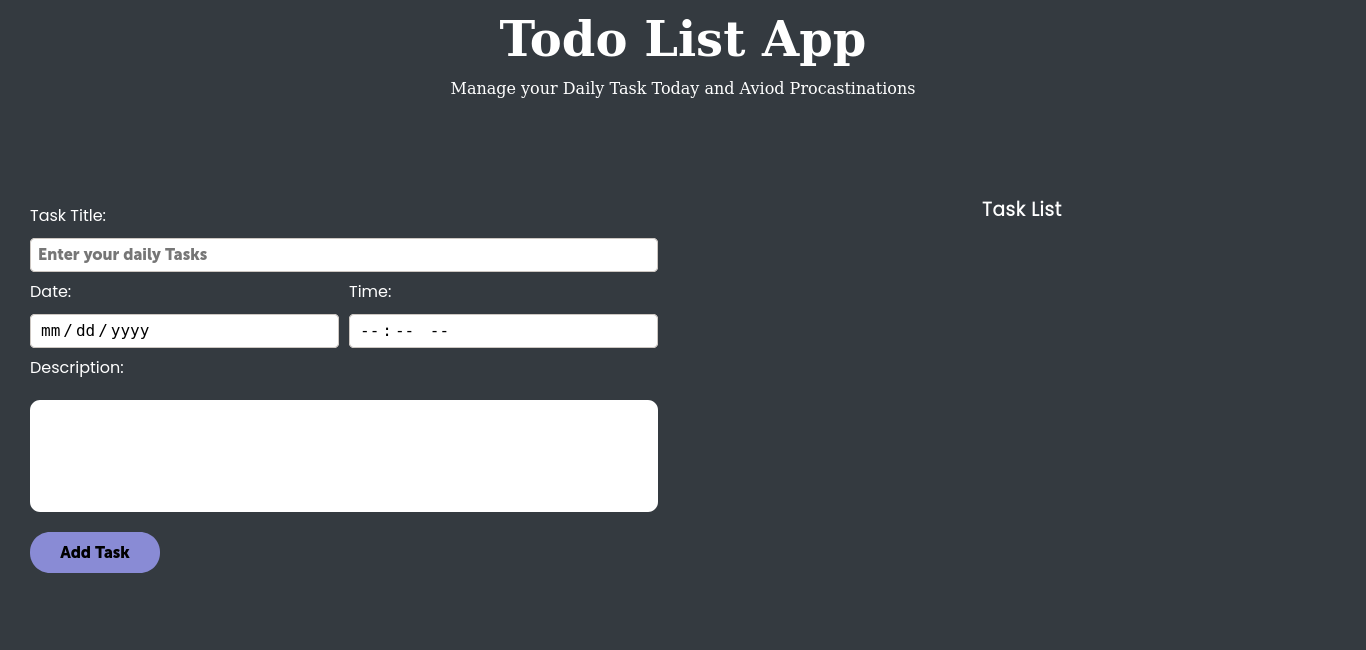 Todo List App
Manage your Daily Task Today and Aviod Procastinations
Task Title:
Enter your daily Tasks
Date:
Time:
mm/dd/yyyy
--:-- --
Description:
Add Task
Task List